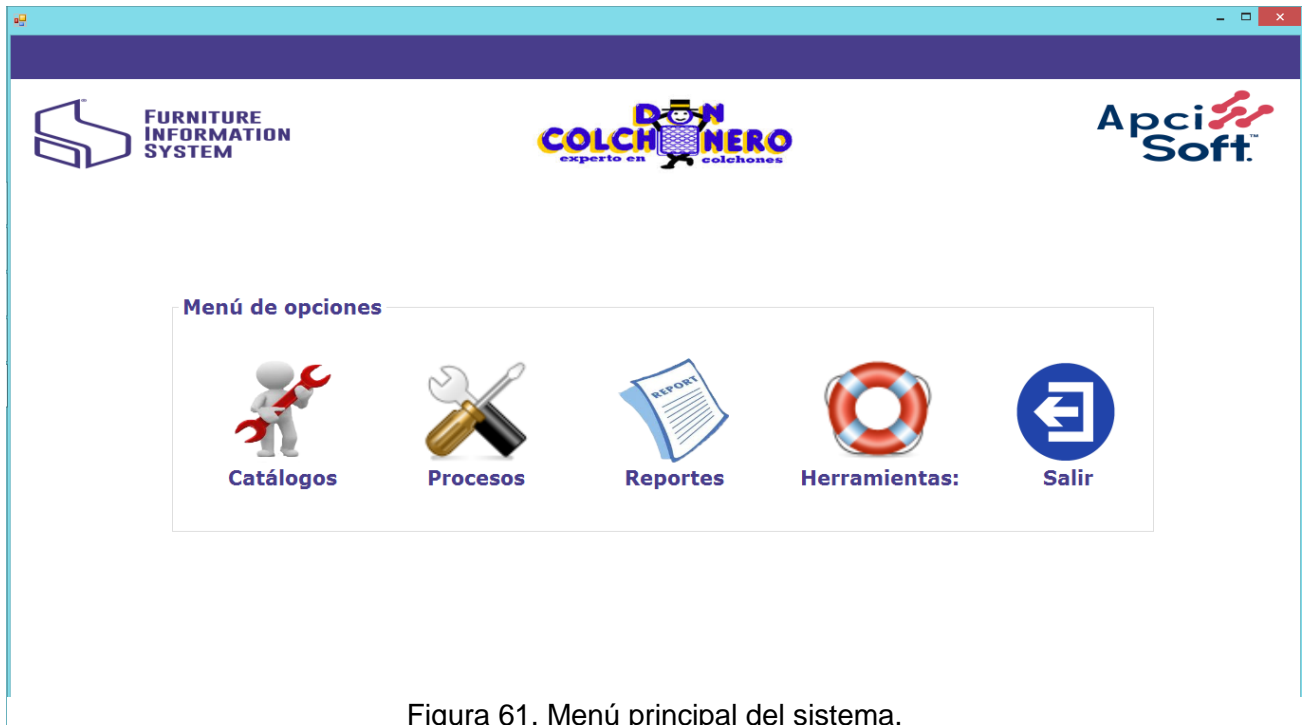 FURNITURE
INFORMATION
SYSTEM
DON
COLCHONERO
experto en colchones
Apci
Soft.™
Menú de opciones
REPORT
Catálogos Procesos Reportes Herramientas: Salir
Figura 61. Menú principal del sistema.